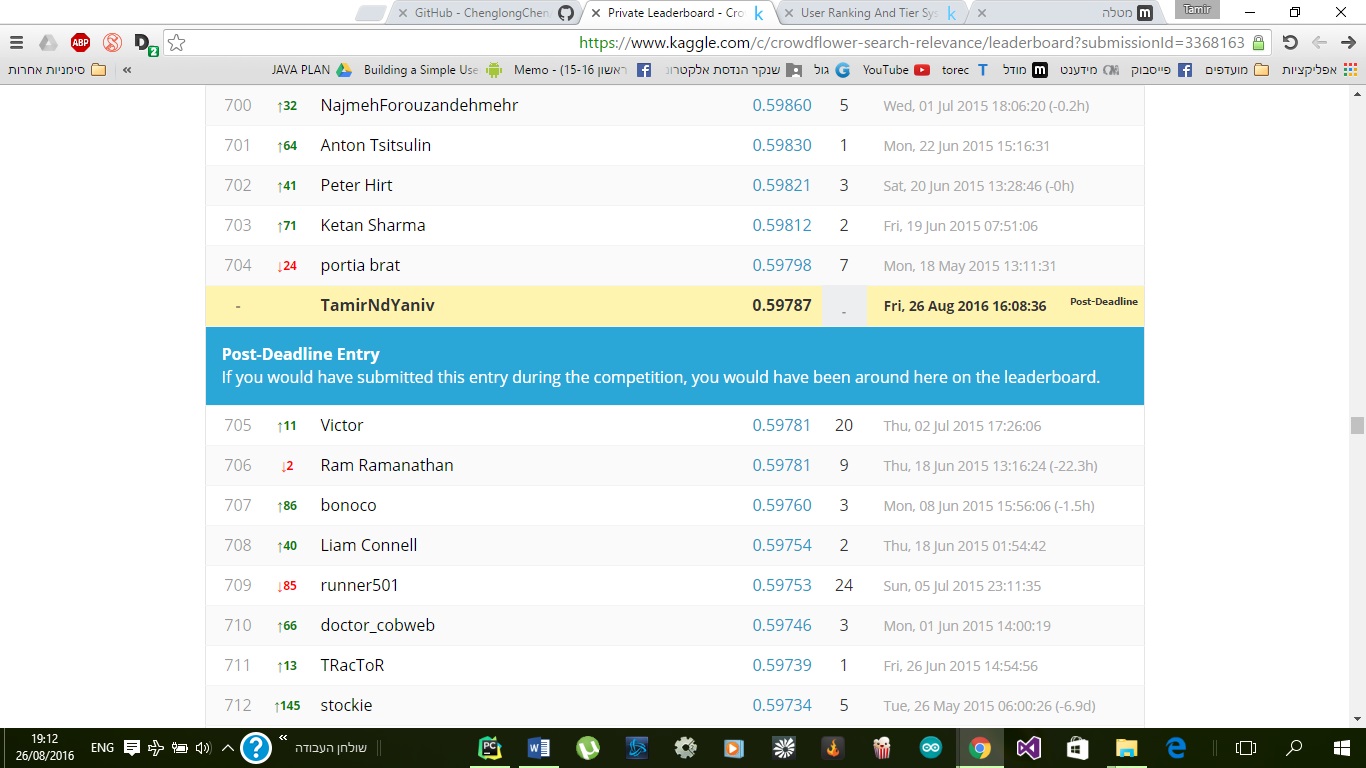 GitHub - ChenglongChen
Private Leaderboard - Cro
User Ranking And Tier Sys
מטלה
Tamir
ABP
2
https://www.kaggle.com/c/crowdflower-search-relevance/leaderboard?submissionId=3368163
סימניות אחרות
JAVA PLAN
Building a Simple Use
Memo - (15-16 ראשון
שנקר הנדסת אלקטרונ
גוגל
YouTube
torec
מודל
מידענט
פייסבוק
מועדפים
אפליקציות
700 ↑32 NajmehForouzandehmehr 0.59860 5 Wed, 01 Jul 2015 18:06:20 (-0.2h)
701 ↑64 Anton Tsitsulin 0.59830 1 Mon, 22 Jun 2015 15:16:31
702 ↑41 Peter Hirt 0.59821 3 Sat, 20 Jun 2015 13:28:46 (-0h)
703 ↑71 Ketan Sharma 0.59812 2 Fri, 19 Jun 2015 07:51:06
704 ↓24 portia brat 0.59798 7 Mon, 18 May 2015 13:11:31
- TamirNdYaniv 0.59787 - Fri, 26 Aug 2016 16:08:36 Post-Deadline
Post-Deadline Entry
If you would have submitted this entry during the competition, you would have been around here on the leaderboard.
705 ↑11 Victor 0.59781 20 Thu, 02 Jul 2015 17:26:06
706 ↓2 Ram Ramanathan 0.59781 9 Thu, 18 Jun 2015 13:16:24 (-22.3h)
707 ↑86 bonoco 0.59760 3 Mon, 08 Jun 2015 15:56:06 (-1.5h)
708 ↑40 Liam Connell 0.59754 2 Thu, 18 Jun 2015 01:54:42
709 ↓85 runner501 0.59753 24 Sun, 05 Jul 2015 23:11:35
710 ↑66 doctor_cobweb 0.59746 3 Mon, 01 Jun 2015 14:00:19
711 ↑13 TRacToR 0.59739 1 Fri, 26 Jun 2015 14:54:56
712 ↑145 stockie 0.59734 5 Tue, 26 May 2015 06:00:26 (-6.9d)
19:12
26/08/2016
ENG
שולחן העבודה